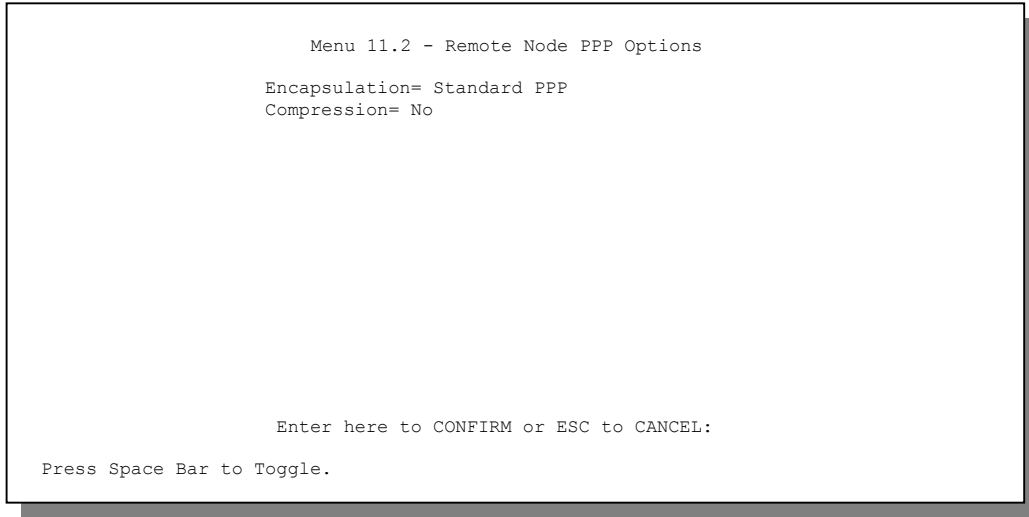 Menu 11.2 - Remote Node PPP Options
Encapsulation= Standard PPP
Compression= No
Enter here to CONFIRM or ESC to CANCEL:
Press Space Bar to Toggle.